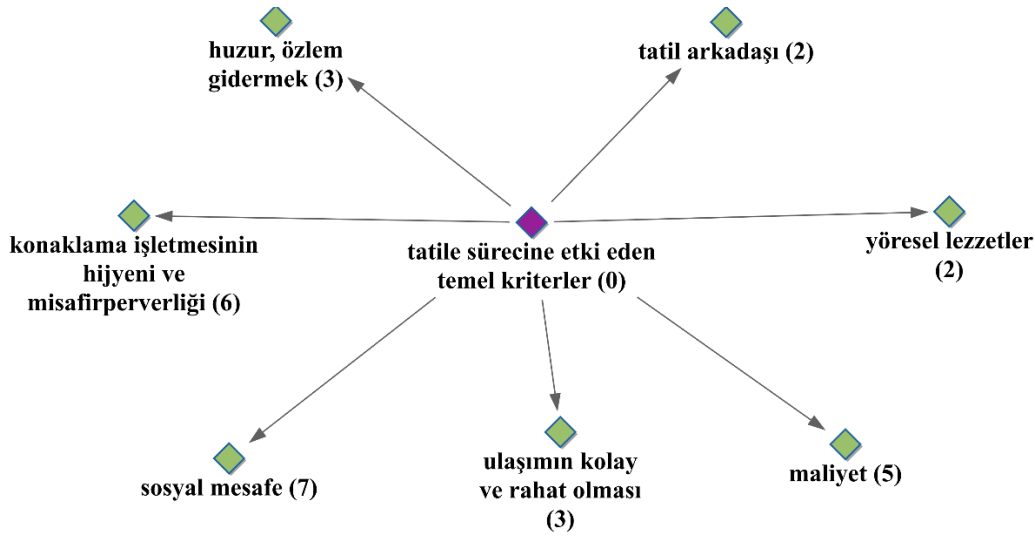 huzur, özlem
gidermek (3)
tatil arkadaşı (2)
konaklama işletmesinin
hijyeni ve
misafirperverliği (6)
tatile sürecine etki eden
temel kriterler (0)
yöresel lezzetler
(2)
sosyal mesafe (7)
ulaşımın kolay
ve rahat olması
(3)
maliyet (5)